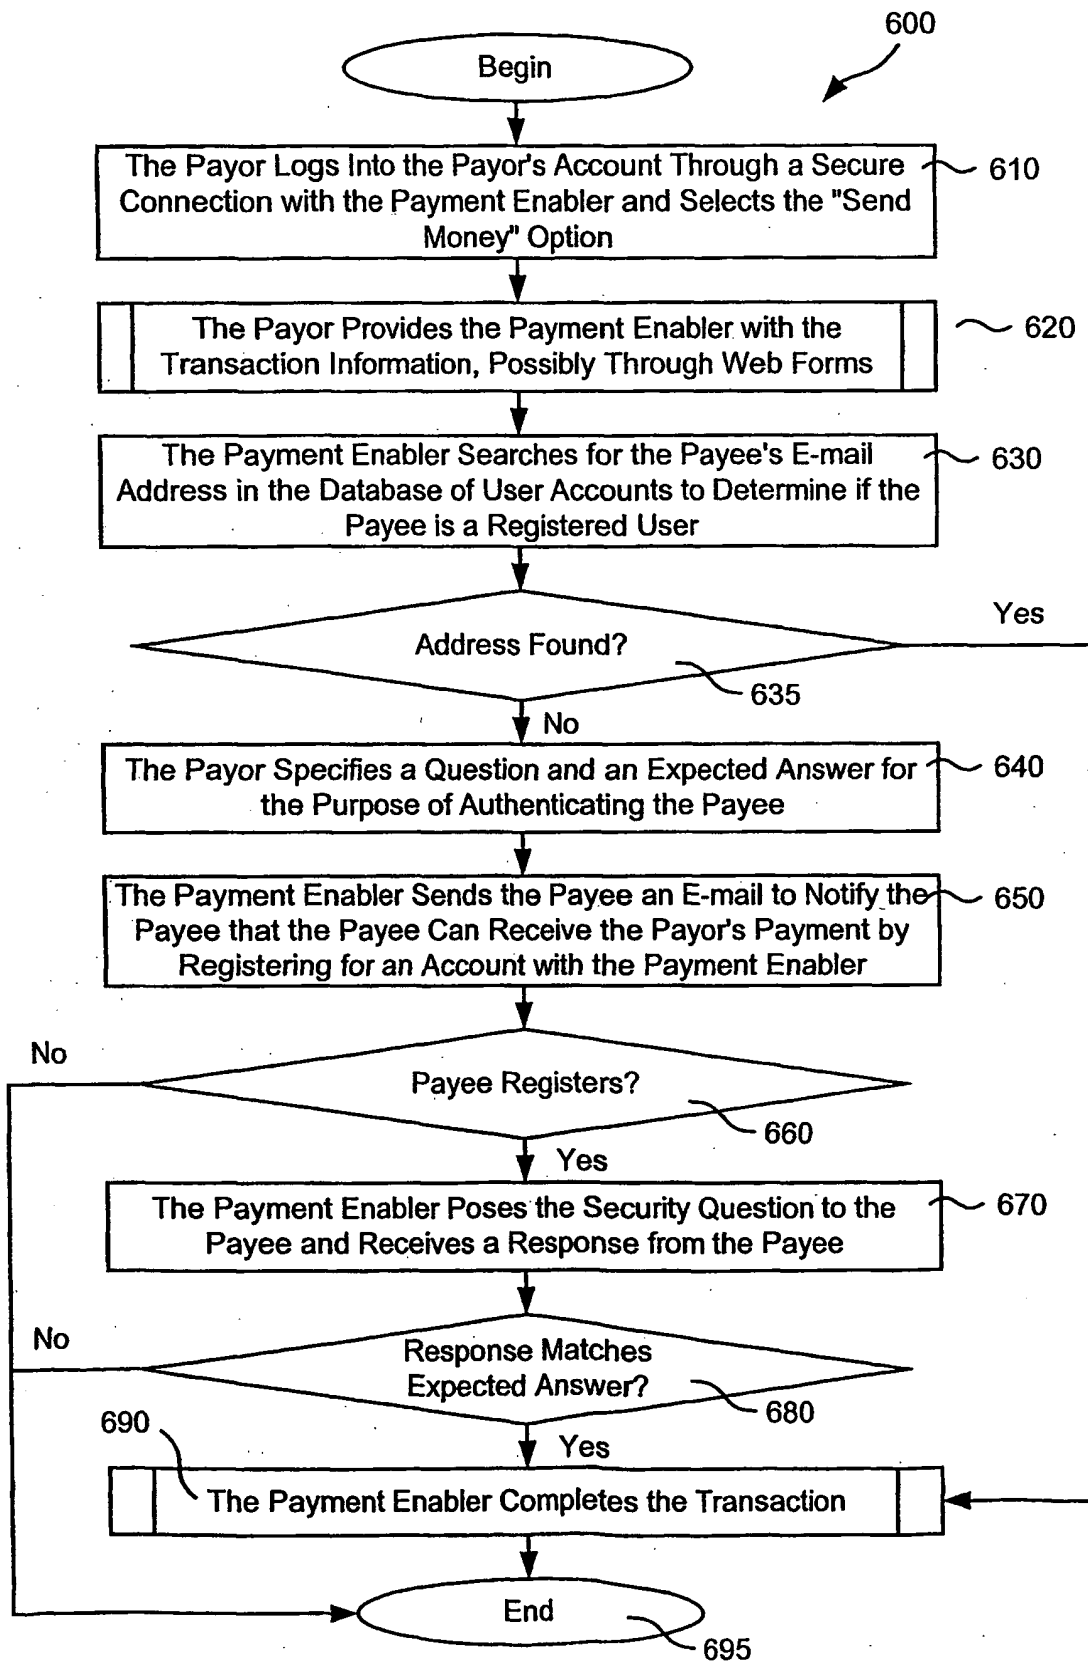 600
Begin
The Payor Logs Into the Payor's Account Through a Secure
Connection with the Payment Enabler and Selects the "Send
Money" Option
610
The Payor Provides the Payment Enabler with the
Transaction Information, Possibly Through Web Forms
620
The Payment Enabler Searches for the Payee's E-mail
Address in the Database of User Accounts to Determine if the
Payee is a Registered User
630
Address Found?
Yes
635
No
The Payor Specifies a Question and an Expected Answer for
the Purpose of Authenticating the Payee
640
The Payment Enabler Sends the Payee an E-mail to Notify the
Payee that the Payee Can Receive the Payor's Payment by
Registering for an Account with the Payment Enabler
650
No
Payee Registers?
660
Yes
The Payment Enabler Poses the Security Question to the
Payee and Receives a Response from the Payee
670
No
Response Matches
Expected Answer?
680
690
Yes
The Payment Enabler Completes the Transaction
End
695